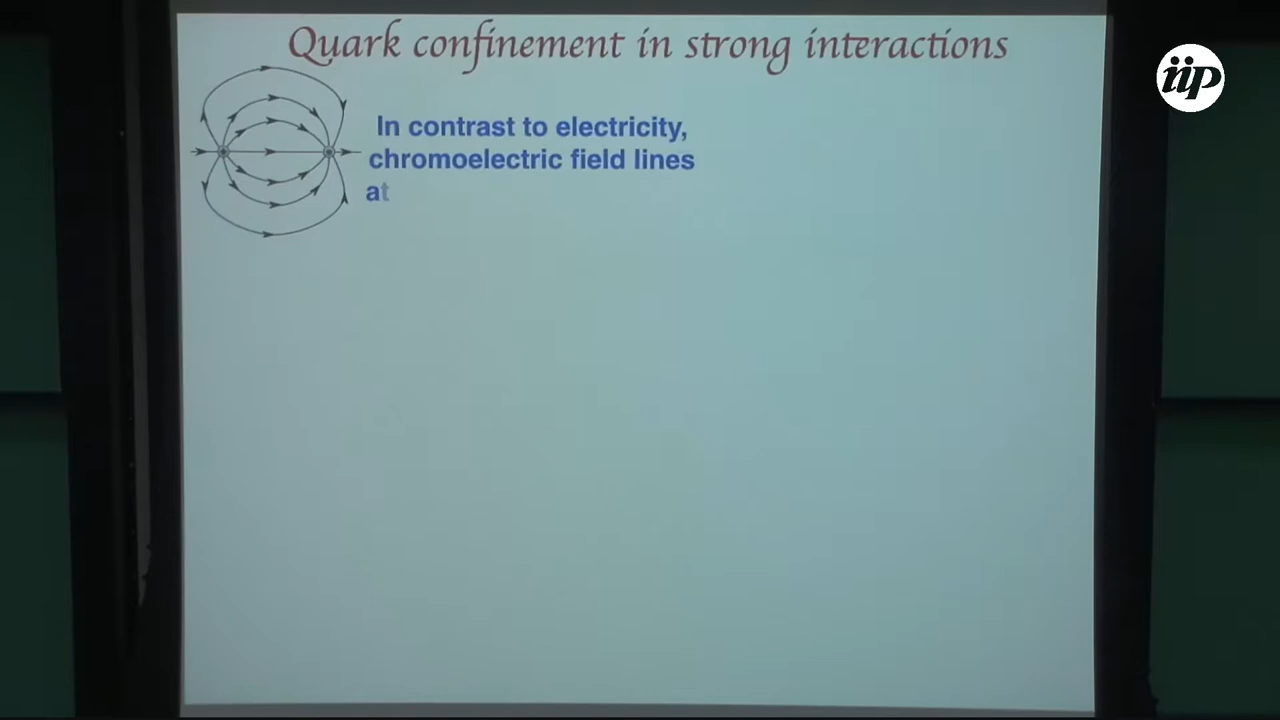 Quark confinement in strong interactions
iip
In contrast to electricity,
chromoelectric field lines
at